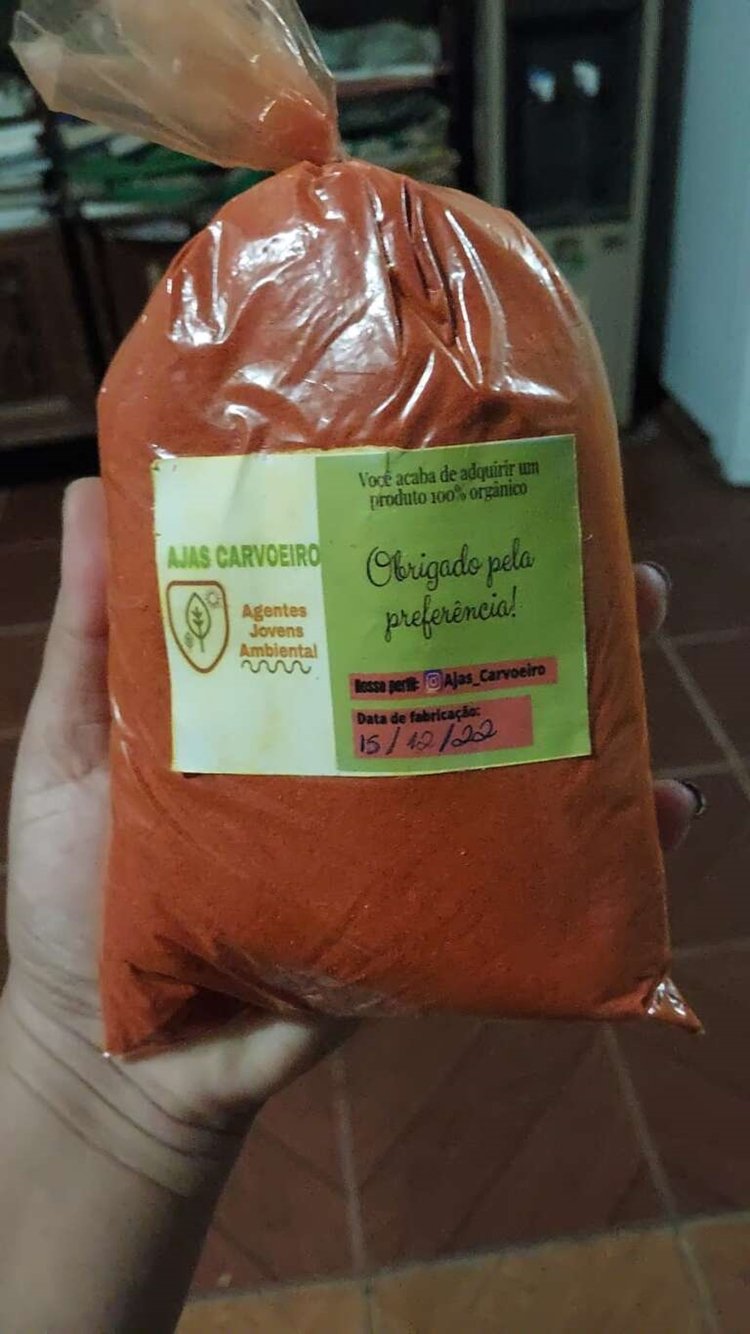 AJAS CARVOEIRO
Agentes
Jovens
Ambiental
Você acaba de adquirir um
produto 100% orgânico
Obrigado pela
preferência!
Nosso perfil: Ajas_Carvoeiro
Data de fabricação:
15/12/22